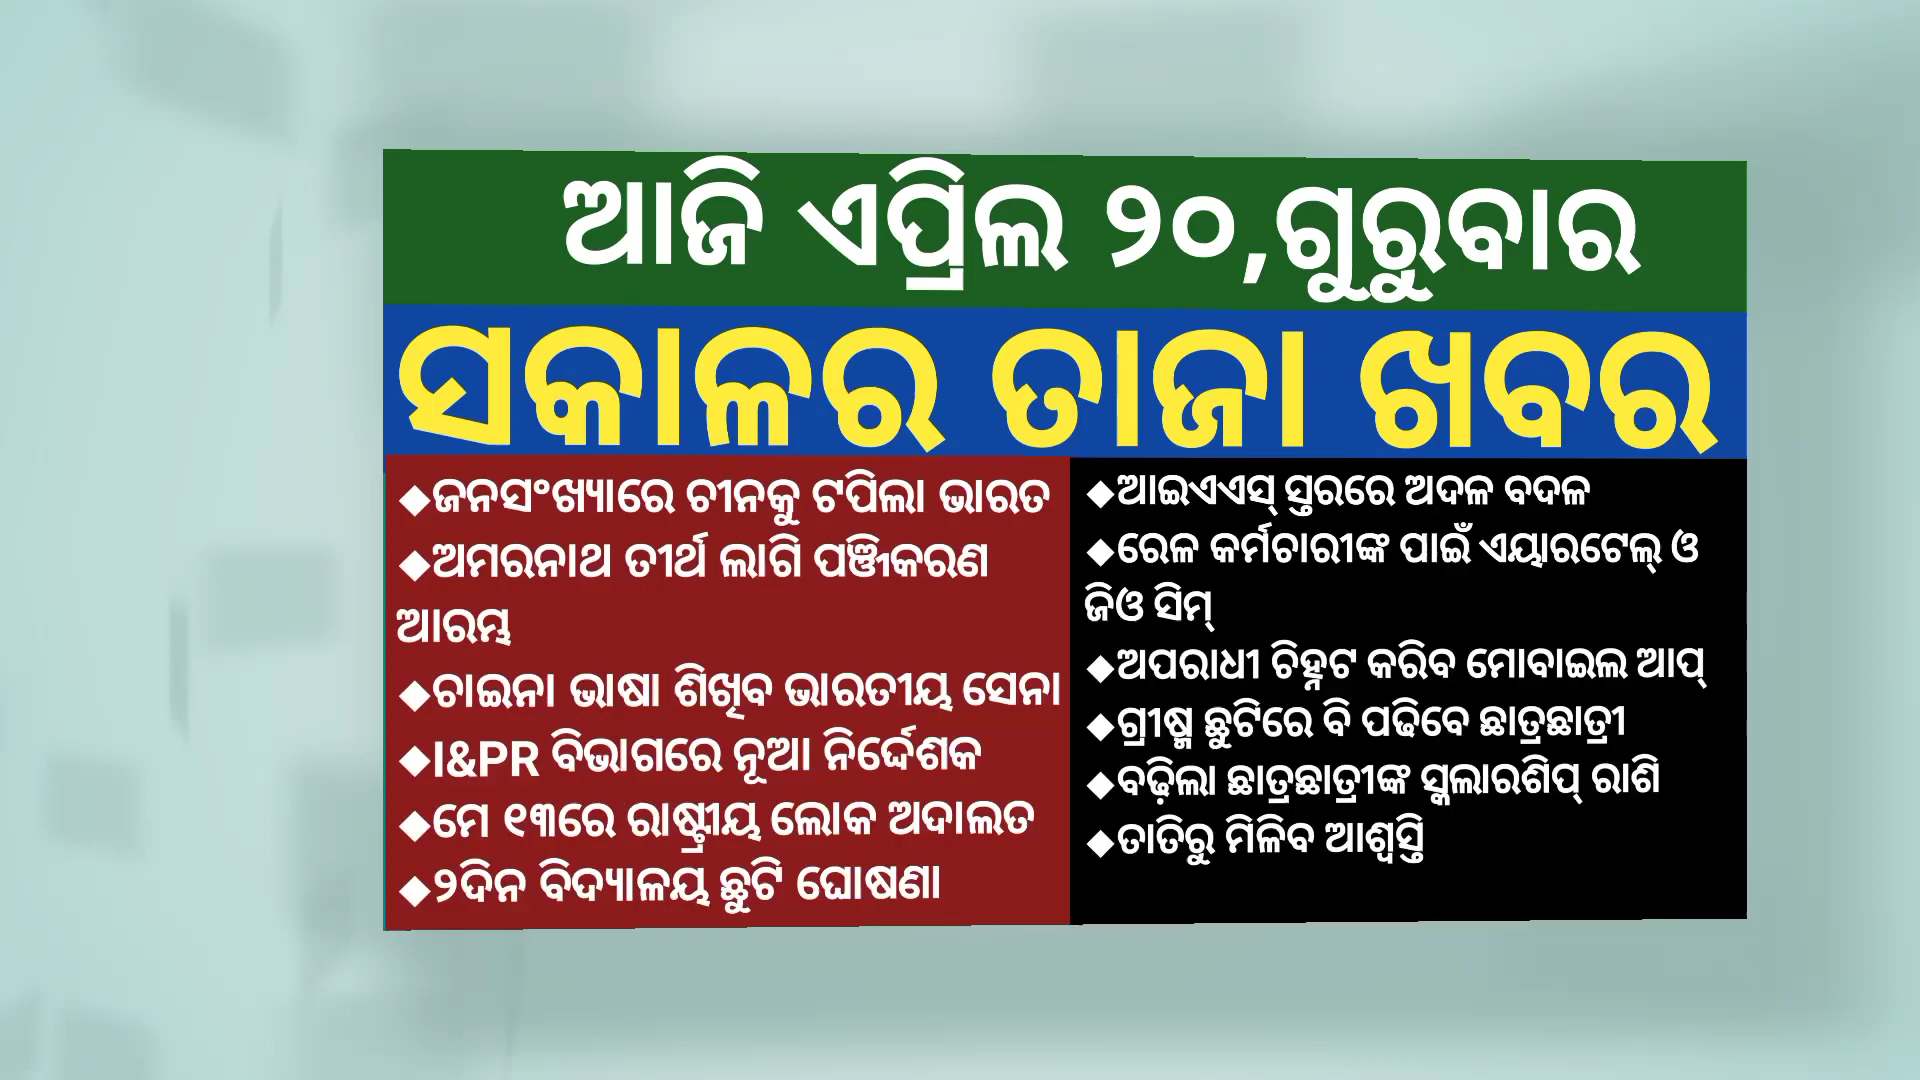 ଆଜି ଏପ୍ରିଲ ୨୦,ଗୁରୁବାର
ସକାଳର ତାଜା ଖବର
◆ଜନସଂଖ୍ୟାରେ ଚୀନକୁ ଟପିଲା ଭାରତ
◆ଅମରନାଥ ତୀର୍ଥ ଲାଗି ପଞ୍ଜୀକରଣ
ଆରମ୍ଭ
◆ଚାଇନା ଭାଷା ଶିଖିବ ଭାରତୀୟ ସେନା
◆I&PR ବିଭାଗରେ ନୂଆ ନିର୍ଦ୍ଦେଶକ
◆ମେ ୧୩ରେ ରାଷ୍ଟ୍ରୀୟ ଲୋକ ଅଦାଲତ
◆୨ଦିନ ବିଦ୍ୟାଳୟ ଛୁଟି ଘୋଷଣା
◆ଆଇଏଏସ୍ ସ୍ତରରେ ଅଦଳ ବଦଳ
◆ରେଳ କର୍ମଚାରୀଙ୍କ ପାଇଁ ଏୟାରଟେଲ୍ ଓ
ଜିଓ ସିମ୍
◆ଅପରାଧୀ ଚିହ୍ନଟ କରିବ ମୋବାଇଲ ଆପ୍
◆ଗ୍ରୀଷ୍ମ ଛୁଟିରେ ବି ପଢିବେ ଛାତ୍ରଛାତ୍ରୀ
◆ବଢ଼ିଲା ଛାତ୍ରଛାତ୍ରୀଙ୍କ ସ୍କଲାରଶିପ୍ ରାଶି
◆ତାତିରୁ ମିଳିବ ଆଶ୍ୱସ୍ତି